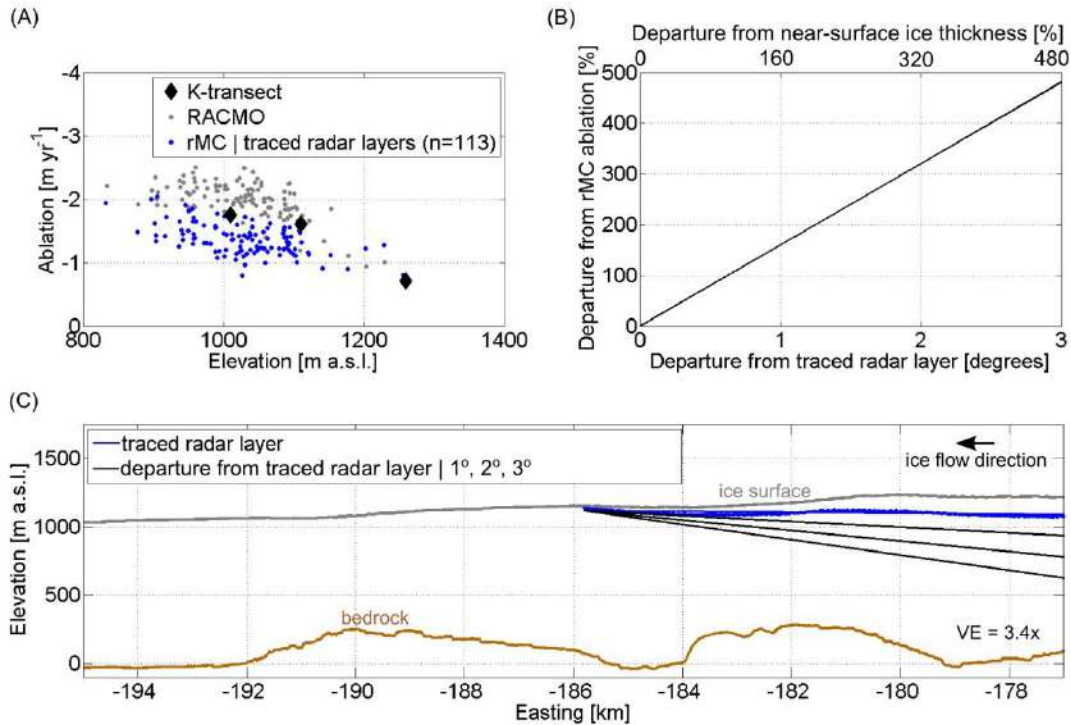 (A)
Ablation [m yr-1]
-4
-3
-2
-1
0
K-transect
RACMO
rMC | traced radar layers (n=113)
800 1000 1200 1400
Elevation [m a.s.l.]
(B)
Departure from near-surface ice thickness [%]
0 160 320 480
Departure from rMC ablation [%]
500
400
300
200
100
0
0 1 2 3
Departure from traced radar layer [degrees]
(C)
Elevation [m a.s.l.]
1500
1000
500
0
traced radar layer
departure from traced radar layer | 1º, 2º, 3º
ice flow direction
ice surface
bedrock
VE = 3.4x
-194 -192 -190 -188 -186 -184 -182 -180 -178 -177
Easting [km]